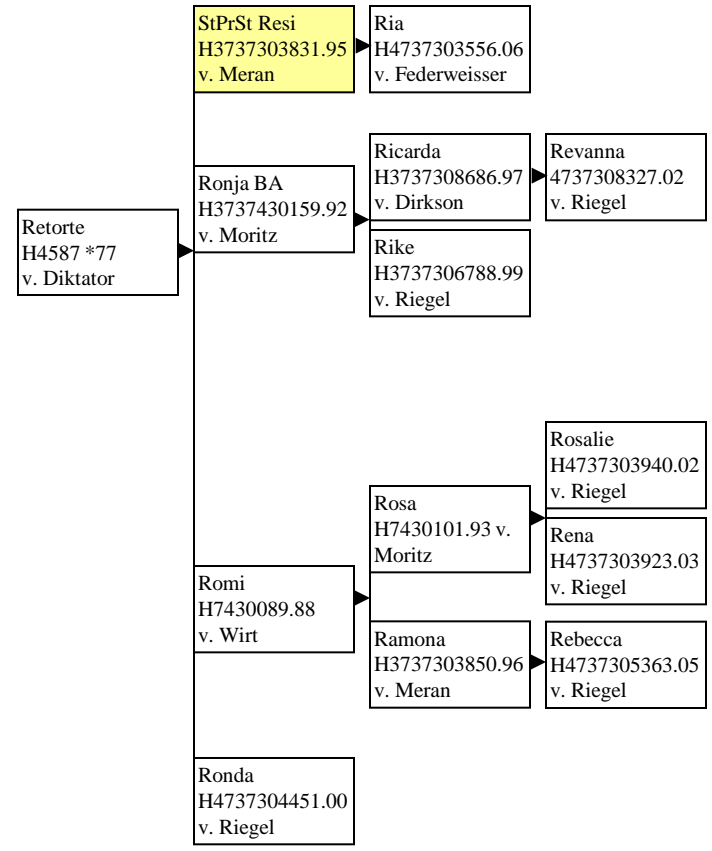 StPrSt Resi
H3737303831.95
v. Meran
Ria
H4737303556.06
v. Federweisser
Retorte
H4587 *77
v. Diktator
Ronja BA
H3737430159.92
v. Moritz
Ricarda
H3737308686.97
v. Dirkson
Revanna
4737308327.02
v. Riegel
Rike
H3737306788.99
v. Riegel
Romi
H7430089.88
v. Wirt
Rosa
H7430101.93 v.
Moritz
Rosalie
H4737303940.02
v. Riegel
Rena
H4737303923.03
v. Riegel
Ramona
H3737303850.96
v. Meran
Rebecca
H4737305363.05
v. Riegel
Ronda
H4737304451.00
v. Riegel